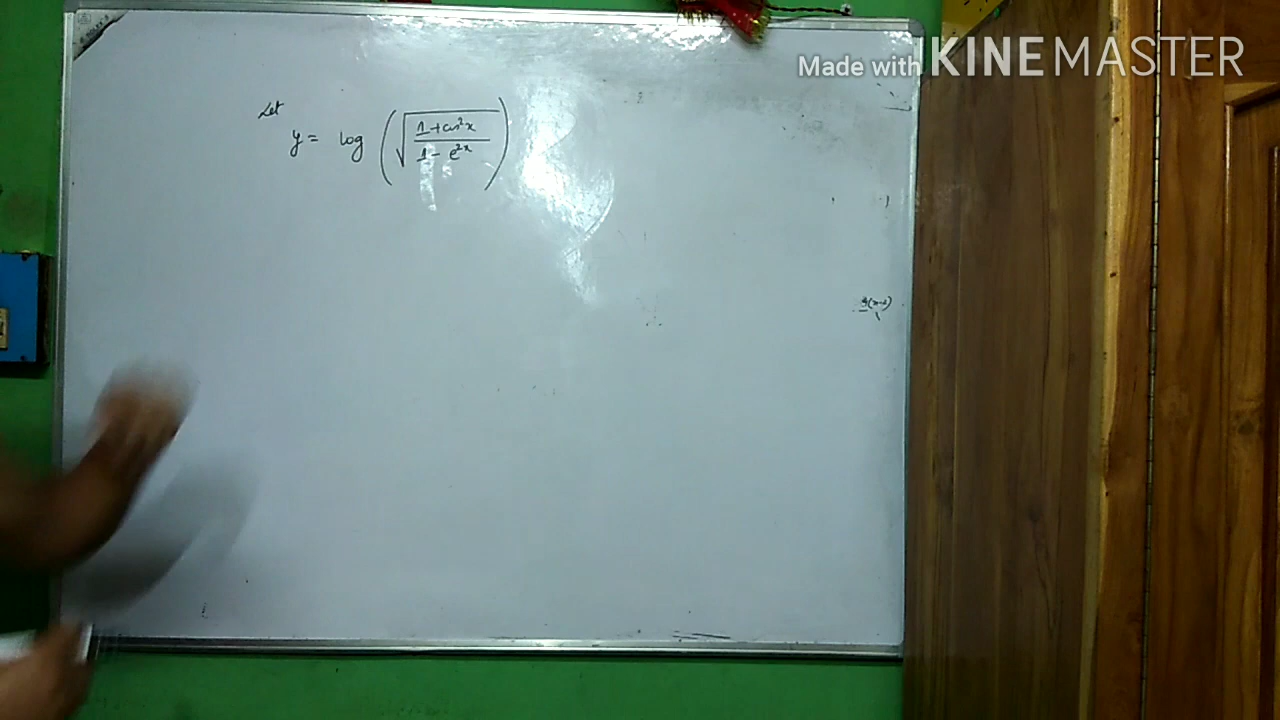 Made with KINEMASTER
Let
y = log (√(1+cos²x / 1-e²ˣ))